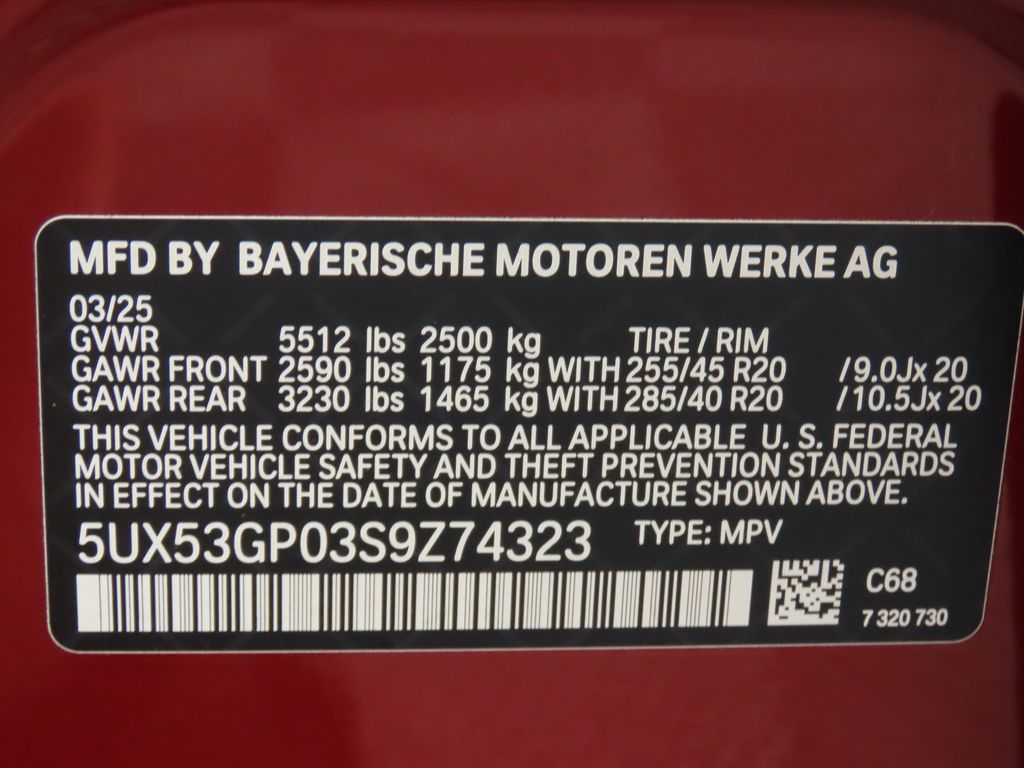 MFD BY BAYERISCHE MOTOREN WERKE AG
03/25
GVWR 5512 lbs 2500 kg TIRE / RIM
GAWR FRONT 2590 lbs 1175 kg WITH 255/45 R20 /9.0Jx 20
GAWR REAR 3230 lbs 1465 kg WITH 285/40 R20 /10.5Jx 20
THIS VEHICLE CONFORMS TO ALL APPLICABLE U. S. FEDERAL
MOTOR VEHICLE SAFETY AND THEFT PREVENTION STANDARDS
IN EFFECT ON THE DATE OF MANUFACTURE SHOWN ABOVE.
5UX53GP03S9Z74323 TYPE: MPV
C68
7 320 730